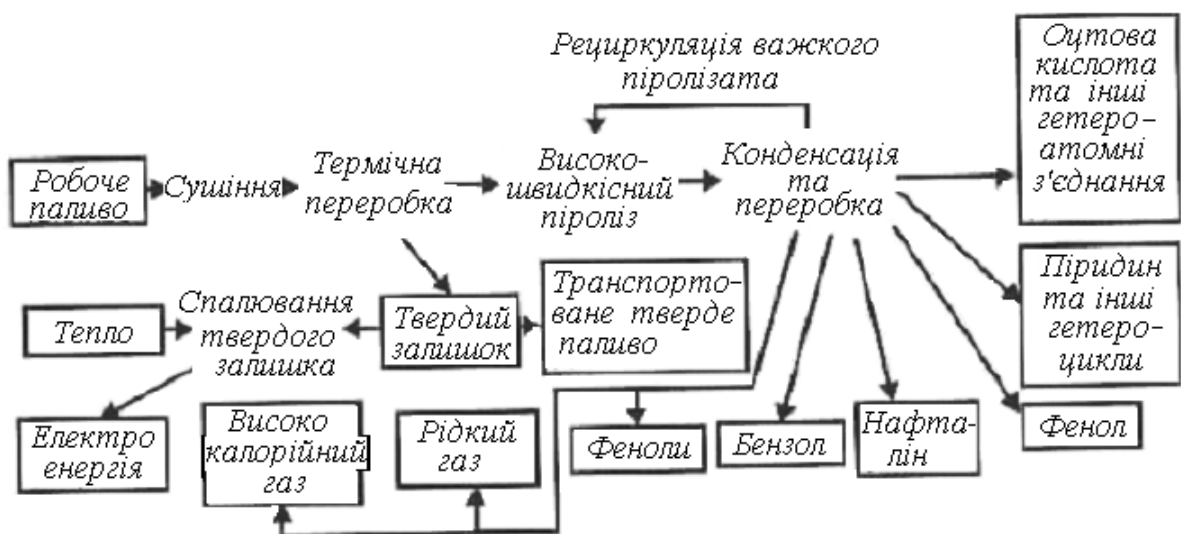 Рециркуляція важкого
піролізата
Оцтова
кислота
та інші
гетеро-
атомні
з'єднання
Робоче
паливо
Сушіння
Термічна
переробка
Високо-
швидкісний
піроліз
Конденсація
та
переробка
Піридин
та інші
гетеро-
цикли
Тепло
Спалювання
твердого
залишка
Твердий
залишок
Транспорто-
ване тверде
паливо
Електро
енергія
Високо
калорійний
газ
Рідкий
газ
Феноли
Бензол
Нафта-
лін
Фенол